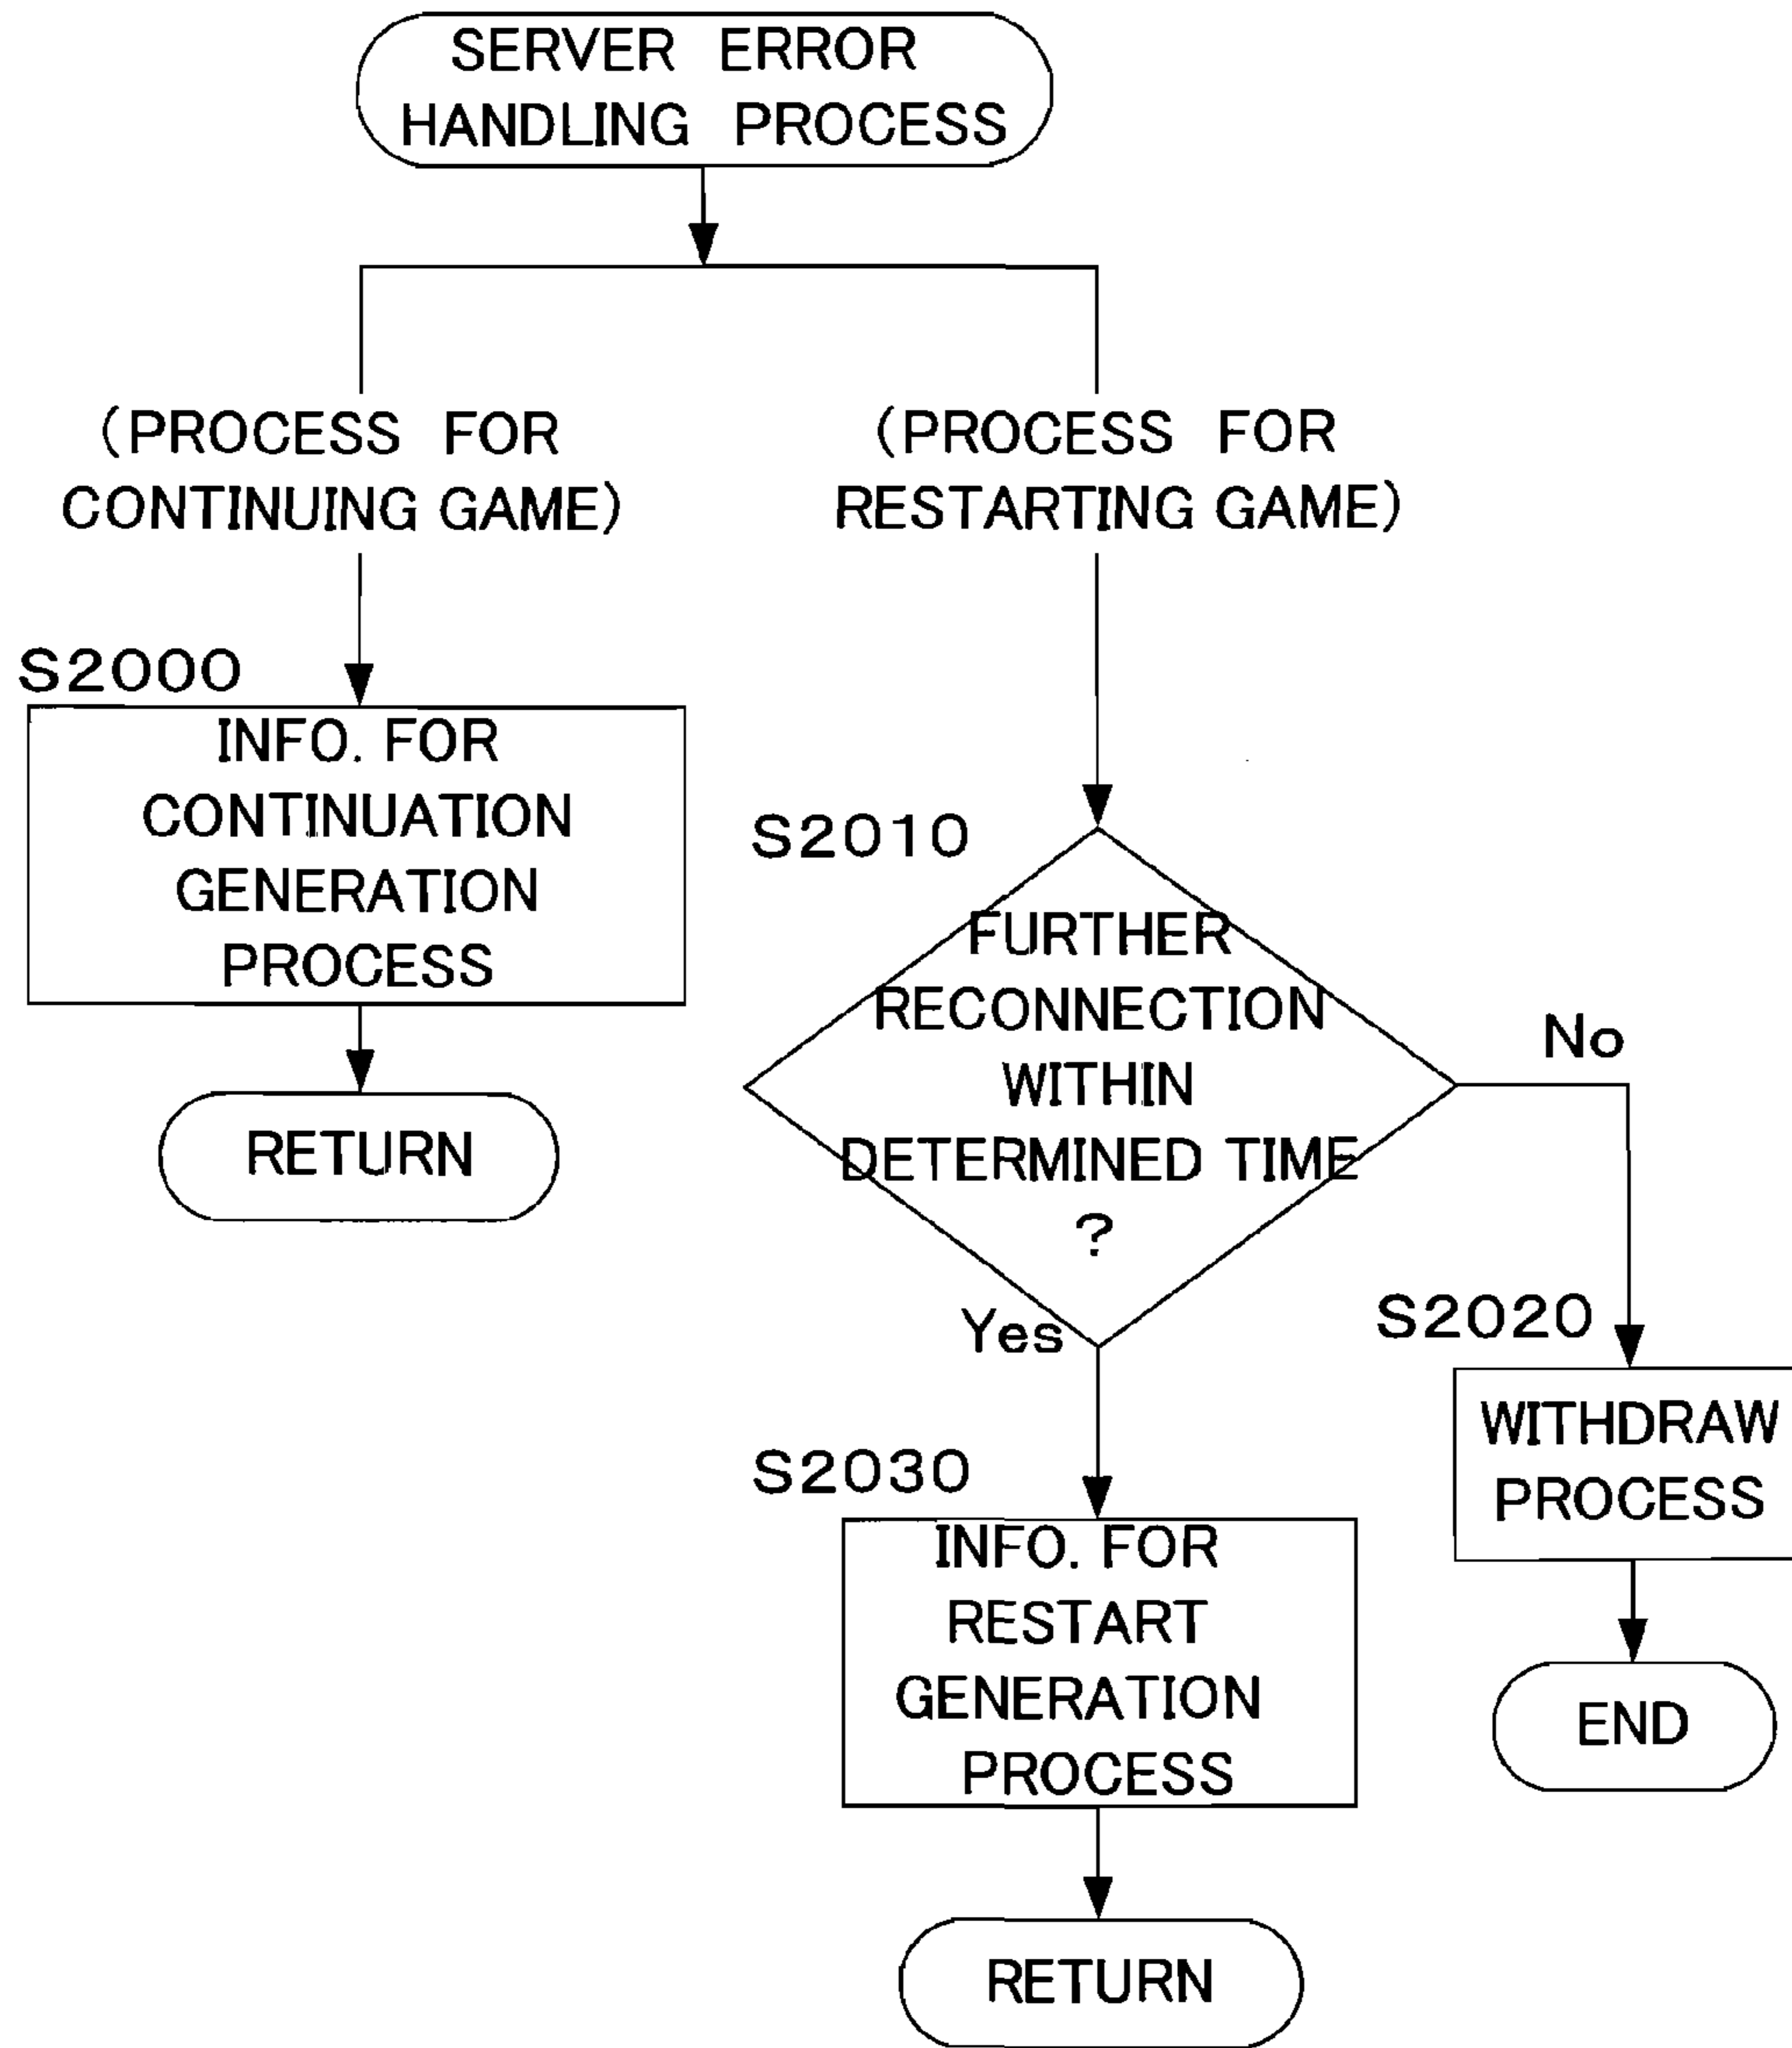 SERVER ERROR
HANDLING PROCESS
(PROCESS FOR
CONTINUING GAME)
(PROCESS FOR
RESTARTING GAME)
S2000
INFO. FOR
CONTINUATION
GENERATION
PROCESS
RETURN
S2010
FURTHER
RECONNECTION
WITHIN
DETERMINED TIME
?
No
Yes
S2020
WITHDRAW
PROCESS
END
S2030
INFO. FOR
RESTART
GENERATION
PROCESS
RETURN